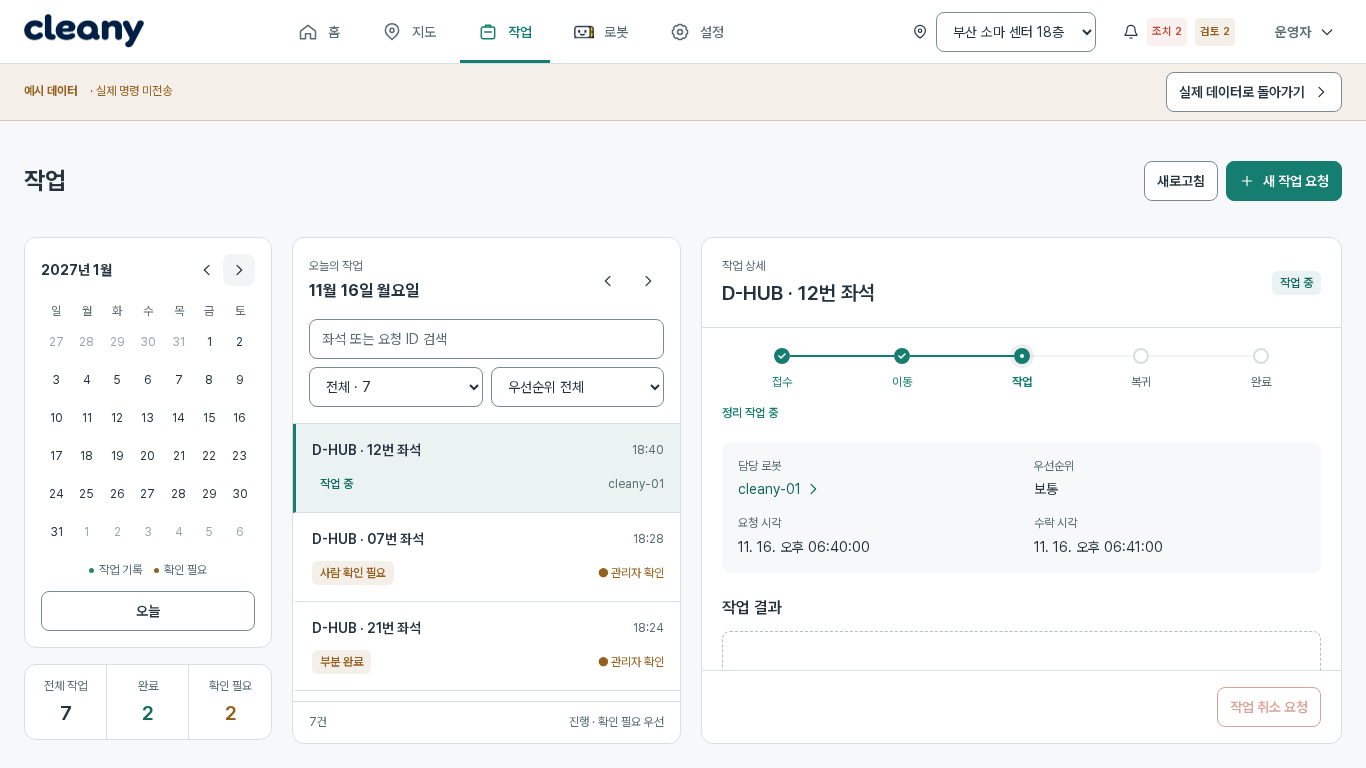 cleany
홈
지도
작업
로봇
설정
부산 소마 센터 18층
조치 2
검토 2
운영자
예시 데이터 · 실제 명령 미전송
실제 데이터로 돌아가기
작업
새로고침
새 작업 요청
2027년 1월
일 월 화 수 목 금 토
27 28 29 30 31 1 2
3 4 5 6 7 8 9
10 11 12 13 14 15 16
17 18 19 20 21 22 23
24 25 26 27 28 29 30
31 1 2 3 4 5 6
작업 기록 확인 필요
오늘
전체 작업 완료 확인 필요
7 2 2
오늘의 작업
11월 16일 월요일
좌석 또는 요청 ID 검색
전체 · 7 우선순위 전체
D-HUB · 12번 좌석 18:40
작업 중 cleany-01
D-HUB · 07번 좌석 18:28
사람 확인 필요 관리자 확인
D-HUB · 21번 좌석 18:24
부분 완료 관리자 확인
7건 진행 · 확인 필요 우선
작업 상세
D-HUB · 12번 좌석
작업 중
접수 이동 작업 복귀 완료
정리 작업 중
담당 로봇 우선순위
cleany-01 보통
요청 시각 수락 시각
11. 16. 오후 06:40:00 11. 16. 오후 06:41:00
작업 결과
작업 취소 요청